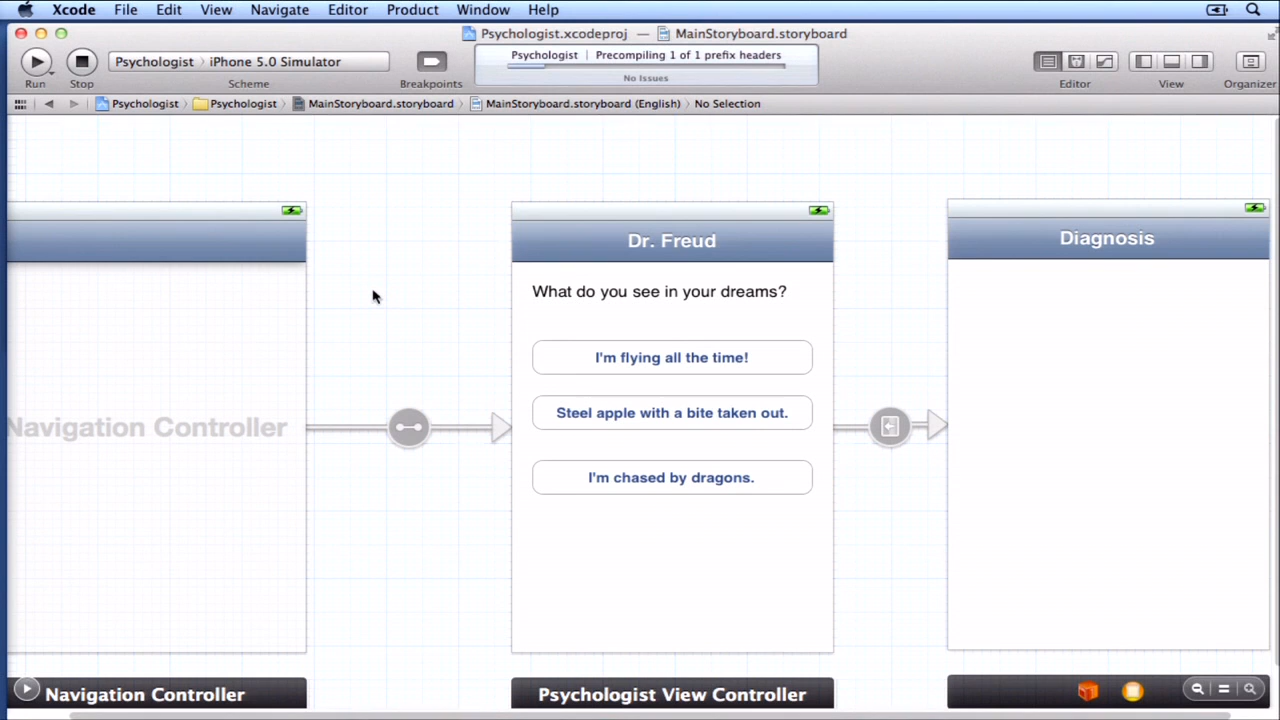 Xcode File Edit View Navigate Editor Product Window Help
Psychologist.xcodeproj — MainStoryboard.storyboard
Psychologist iPhone 5.0 Simulator
Psychologist Precompiling 1 of 1 prefix headers
No Issues
Run Stop Scheme Breakpoints Editor View Organizer
Psychologist Psychologist MainStoryboard.storyboard MainStoryboard.storyboard (English) No Selection
Dr. Freud
Diagnosis
What do you see in your dreams?
I'm flying all the time!
Steel apple with a bite taken out.
Navigation Controller
I'm chased by dragons.
Navigation Controller
Psychologist View Controller